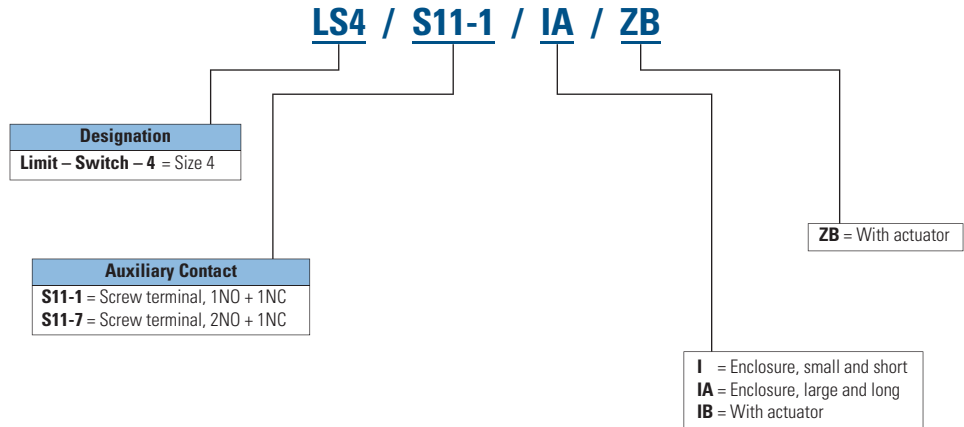 LS4 / S11-1 / IA / ZB
Designation
Limit – Switch – 4 = Size 4
ZB = With actuator
Auxiliary Contact
S11-1 = Screw terminal, 1NO + 1NC
S11-7 = Screw terminal, 2NO + 1NC
I = Enclosure, small and short
IA = Enclosure, large and long
IB = With actuator